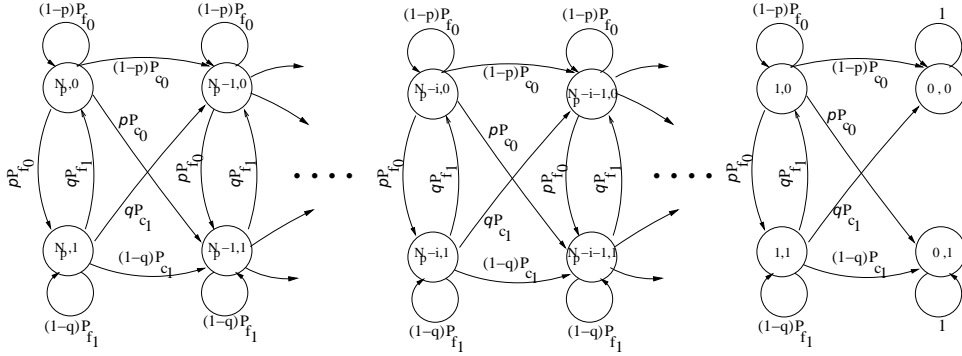 (1-p)P_f0 (1-p)P_f0 (1-p)P_f0 (1-p)P_f0 (1-p)P_f0 1
(1-p)P_c0 (1-p)P_c0 (1-p)P_c0
N_p,0 N_p-1,0 N_p-i,0 N_p-i-1,0 1,0 0,0
pP_c0 pP_c0 pP_c0
pP_f0 qP_f1 pP_f0 qP_f1 pP_f0 qP_f1 pP_f0 qP_f1 pP_f0 qP_f1
qP_c1 qP_c1 qP_c1
N_p,1 N_p-1,1 N_p-i,1 N_p-i-1,1 1,1 0,1
(1-q)P_c1 (1-q)P_c1 (1-q)P_c1
(1-q)P_f1 (1-q)P_f1 (1-q)P_f1 (1-q)P_f1 (1-q)P_f1 1